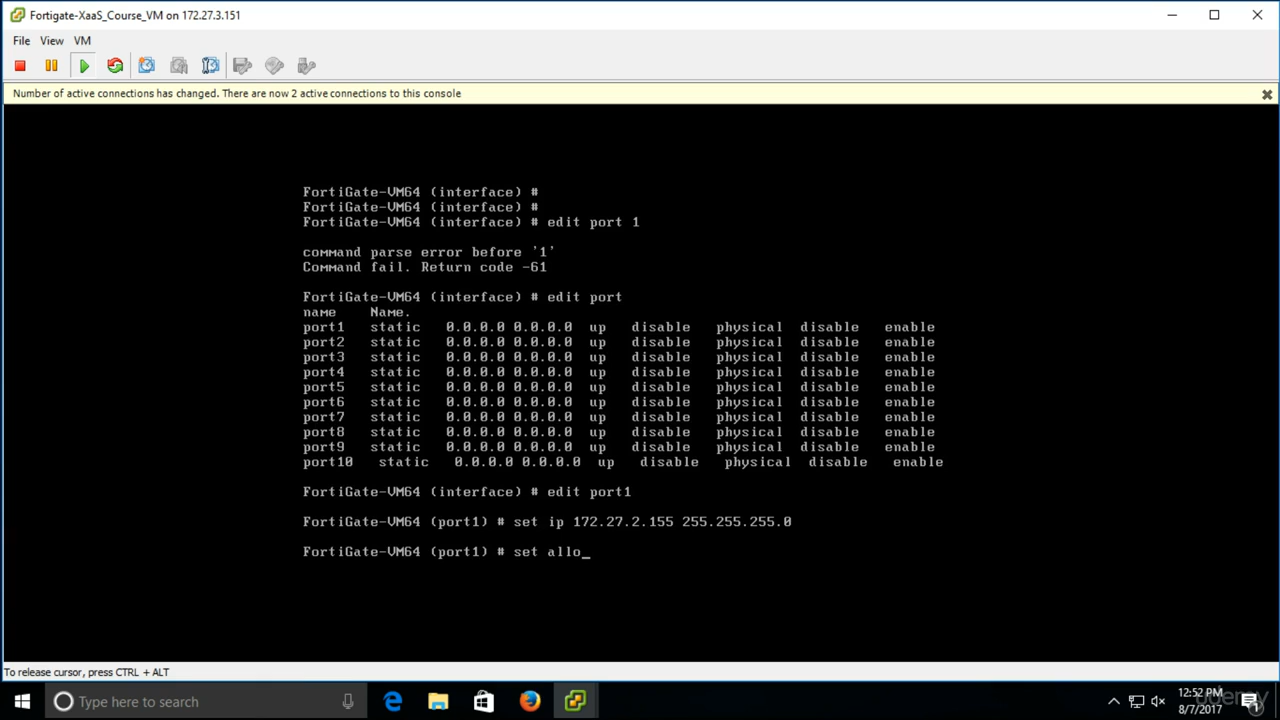 Fortigate-XaaS_Course_VM on 172.27.3.151
File View VM
Number of active connections has changed. There are now 2 active connections to this console
FortiGate-VM64 (interface) #
FortiGate-VM64 (interface) #
FortiGate-VM64 (interface) # edit port 1
command parse error before '1'
Command fail. Return code -61
FortiGate-VM64 (interface) # edit port
name Name.
port1 static 0.0.0.0 0.0.0.0 up disable physical disable enable
port2 static 0.0.0.0 0.0.0.0 up disable physical disable enable
port3 static 0.0.0.0 0.0.0.0 up disable physical disable enable
port4 static 0.0.0.0 0.0.0.0 up disable physical disable enable
port5 static 0.0.0.0 0.0.0.0 up disable physical disable enable
port6 static 0.0.0.0 0.0.0.0 up disable physical disable enable
port7 static 0.0.0.0 0.0.0.0 up disable physical disable enable
port8 static 0.0.0.0 0.0.0.0 up disable physical disable enable
port9 static 0.0.0.0 0.0.0.0 up disable physical disable enable
port10 static 0.0.0.0 0.0.0.0 up disable physical disable enable
FortiGate-VM64 (interface) # edit port1
FortiGate-VM64 (port1) # set ip 172.27.2.155 255.255.255.0
FortiGate-VM64 (port1) # set allo_
To release cursor, press CTRL + ALT
Type here to search
12:52 PM
8/7/2017
udemy
1